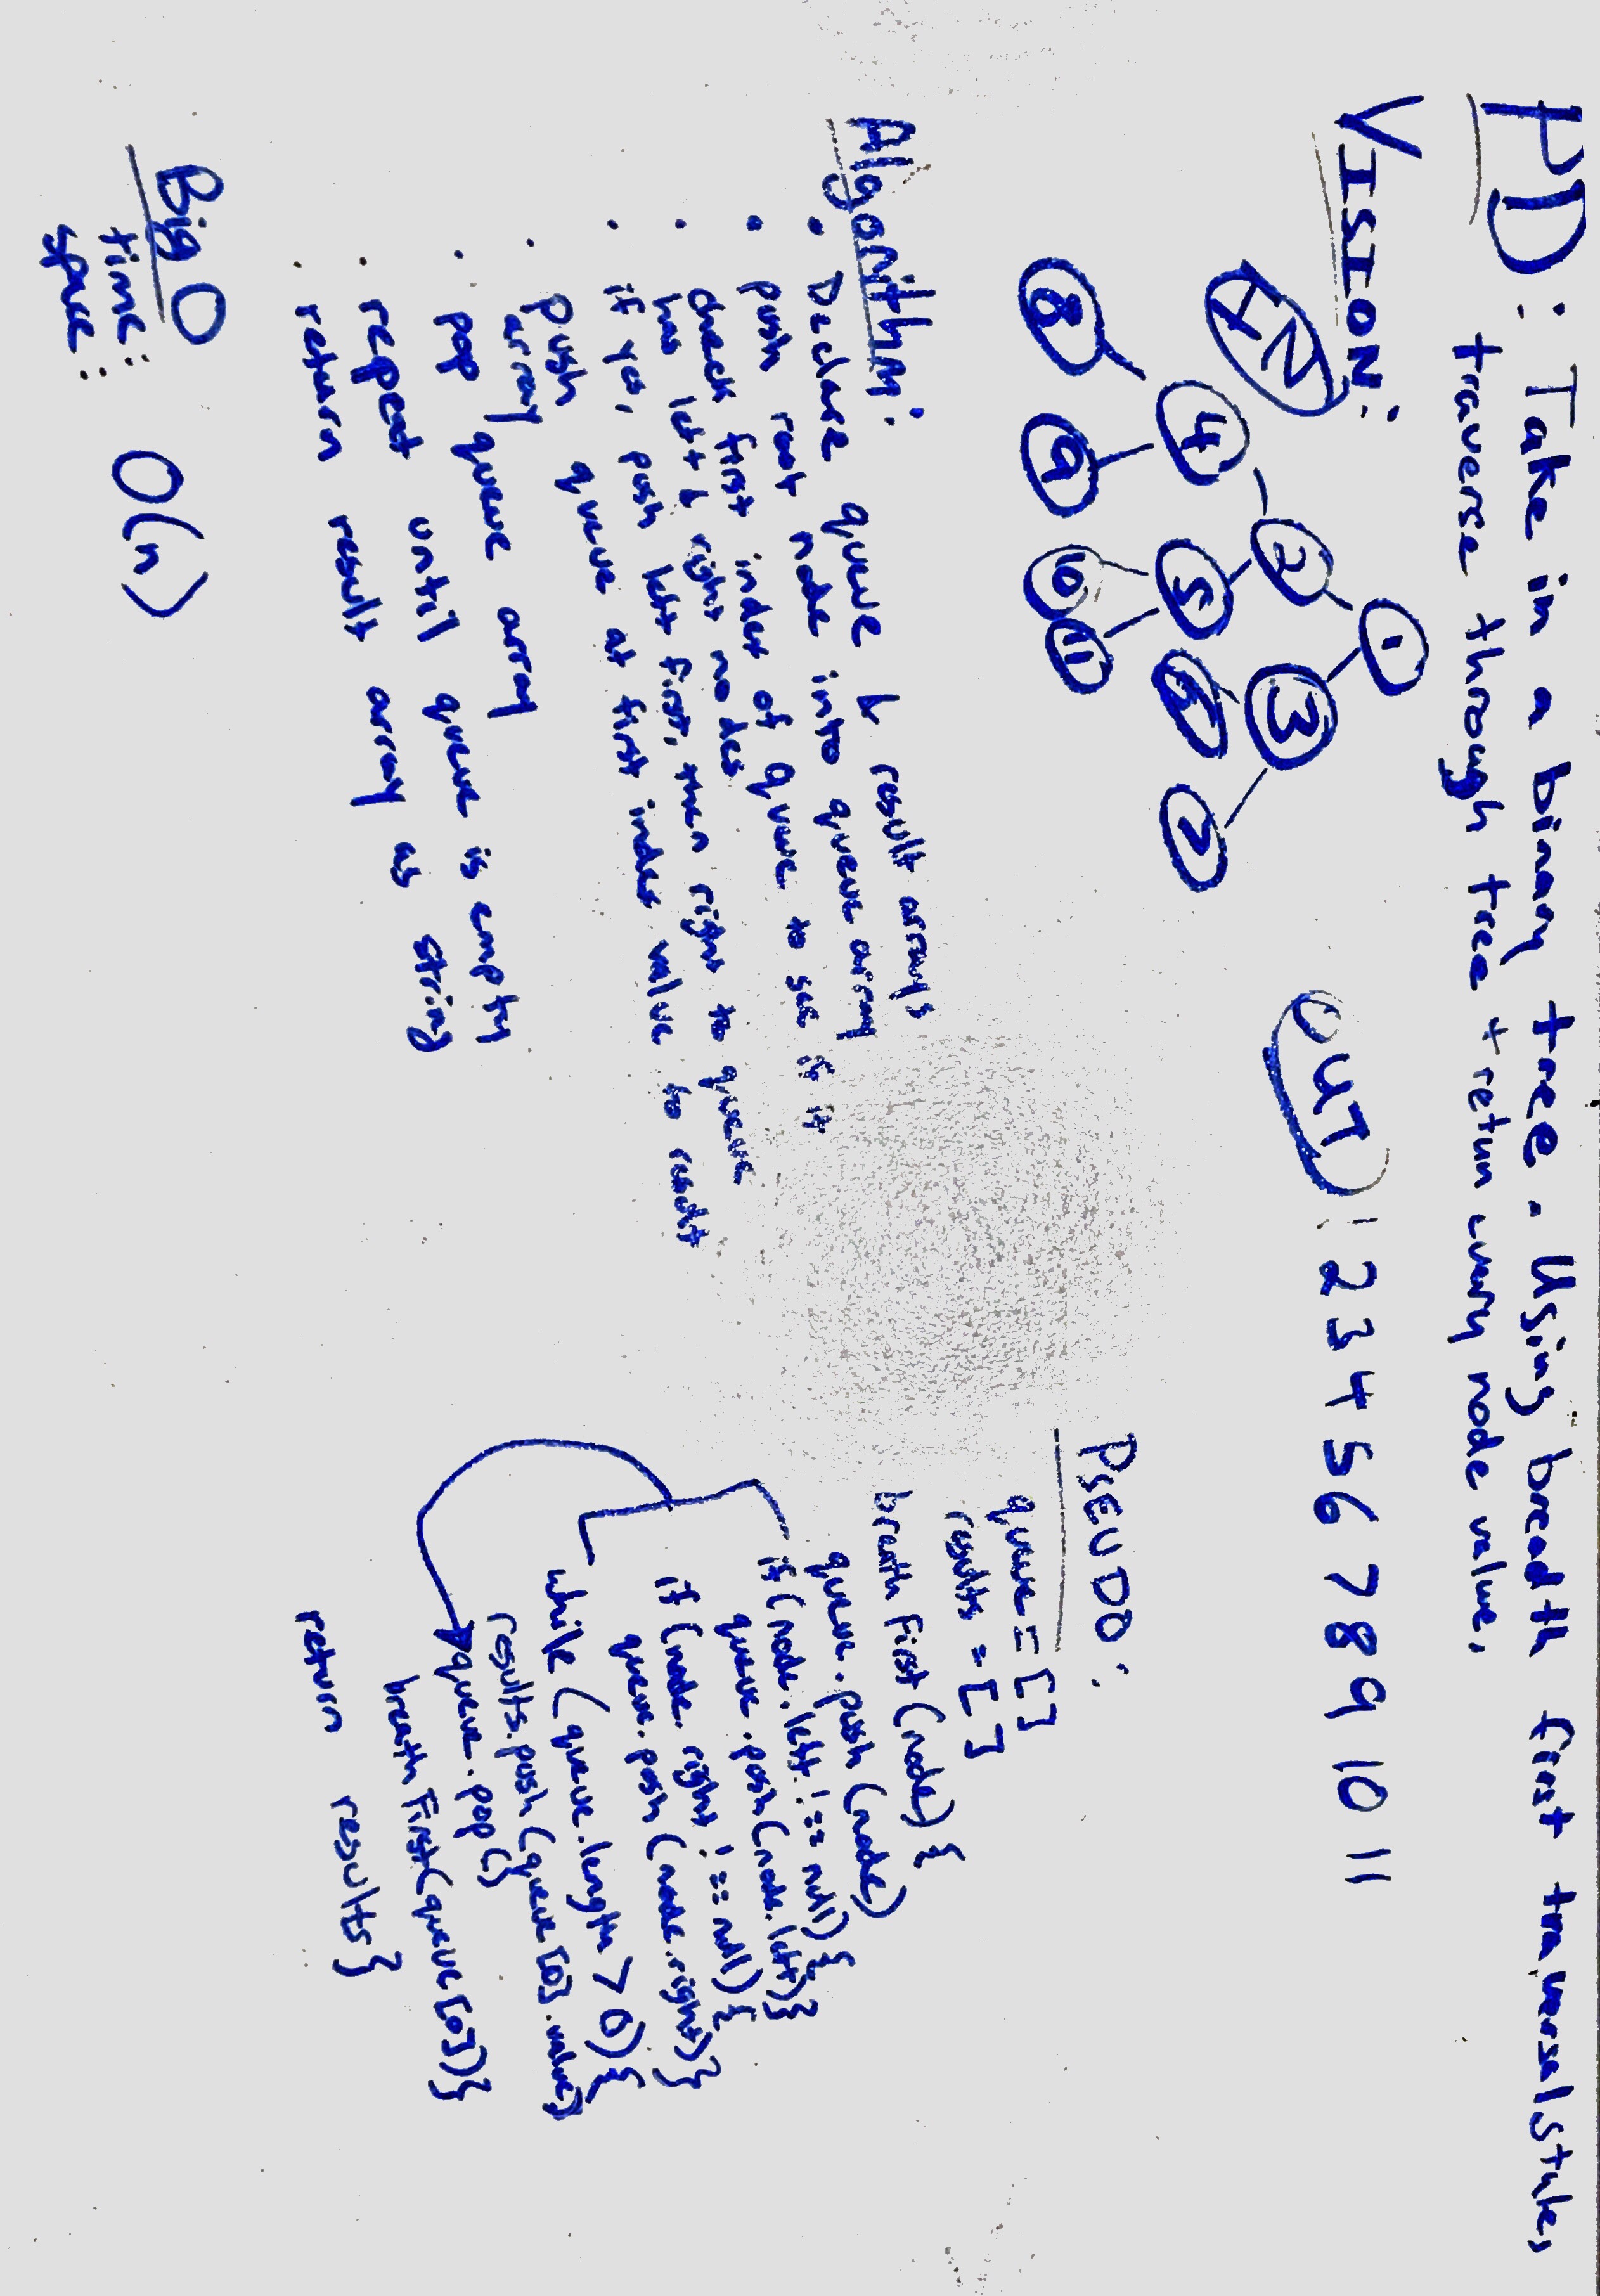 PD: Take in a binary tree. Using breadth first traversal style,
traverse through tree + retun every node value.
VISION:
IN
1
2 3
4 5 6 7
8 9 10 11
OUT 1 2 3 4 5 6 7 8 9 10 11
Algorithm:
• Declare queue & result arrays
• push root node into queue array
• check first index of queue to see if it
has left & right nodes
• if yes, push left first, then right to queue
• push queue at first index value to result
array
• pop queue array
• repeat until queue is empty
• return result array as string
PSEUDO:
queue = []
results = []
breath First (node) {
queue.push (node)
if (node.left !== null) {
queue.push (node.left)}
if (node.right !== null) {
queue.push (node.right)}
while (queue.length > 0) {
results.push (queue[0].value)
queue.pop()
breath First (queue[0])}
return results}
Big O
time: O(n)
space: